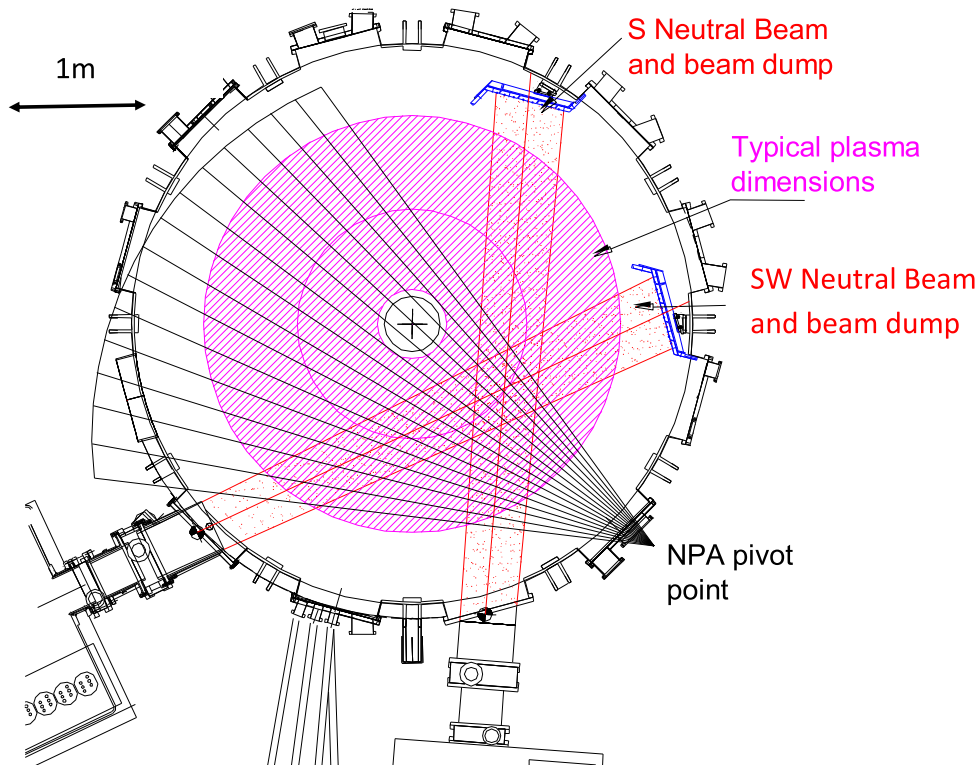 S Neutral Beam
and beam dump
1m
Typical plasma
dimensions
SW Neutral Beam
and beam dump
NPA pivot
point